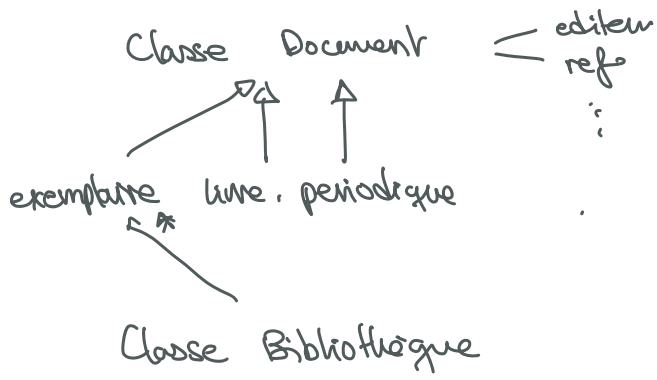 Classe Document
editeur
ref
exemplaire * livre . periodique
Classe Bibliothèque